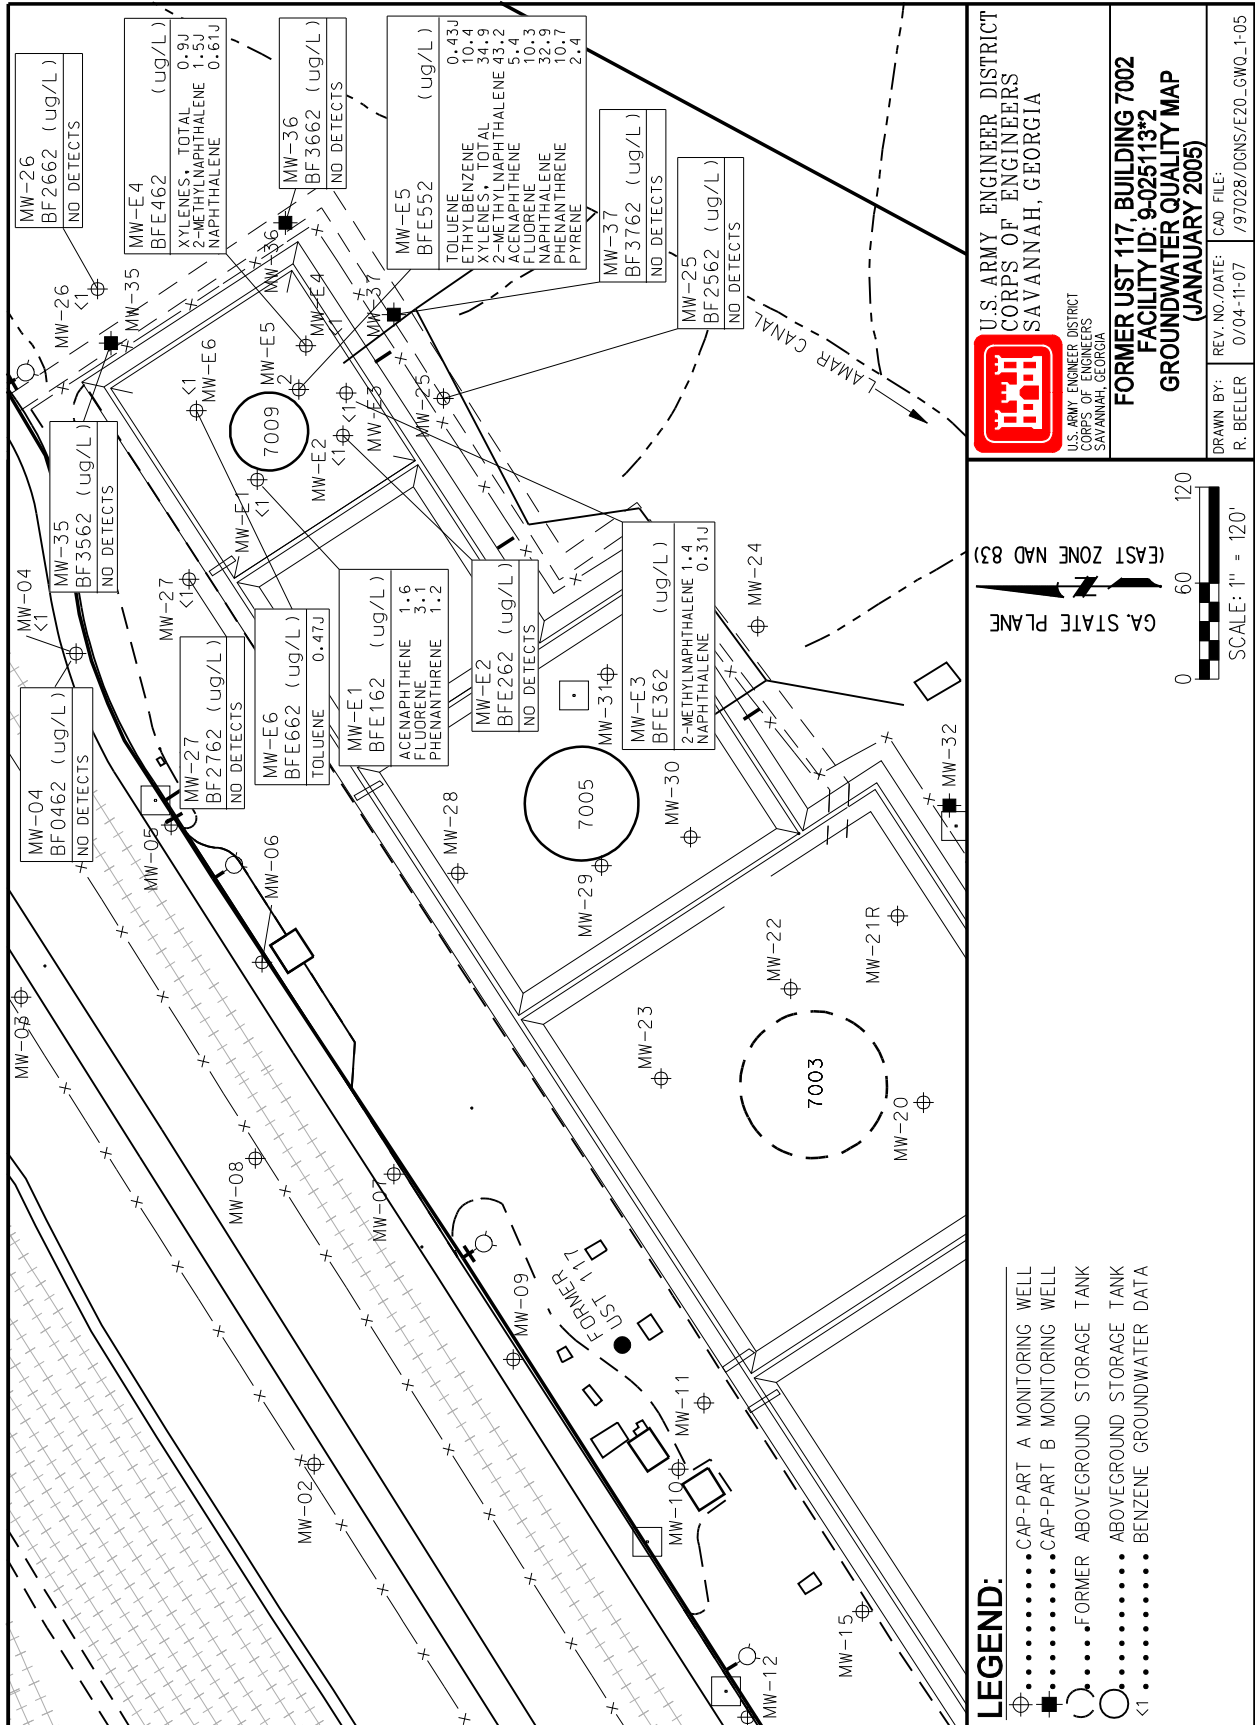 MW-26
BF2662 (ug/L)
NO DETECTS
MW-E4
BFE462 (ug/L)
XYLENES, TOTAL 0.9J
2-METHYLNAPHTHALENE 1.5J
NAPHTHALENE 0.61J
MW-36
BF3662 (ug/L)
NO DETECTS
MW-E5
BFE552 (ug/L)
TOLUENE 0.43J
ETHYLBENZENE 10.4
XYLENES, TOTAL 34.9
2-METHYLNAPHTHALENE 43.2
ACENAPHTHENE 5.4
FLUORENE 10.3
NAPHTHALENE 32.9
PHENANTHRENE 10.7
PYRENE 2.4
MW-37
BF3762 (ug/L)
NO DETECTS
MW-25
BF2562 (ug/L)
NO DETECTS
MW-35
BF3562 (ug/L)
NO DETECTS
MW-04
BF0462 (ug/L)
NO DETECTS
MW-27
BF2762 (ug/L)
NO DETECTS
MW-E6
BFE662 (ug/L)
TOLUENE 0.47J
MW-E1
BFE162 (ug/L)
ACENAPHTHENE 1.6
FLUORENE 3.1
PHENANTHRENE 1.2
MW-E2
BFE262 (ug/L)
NO DETECTS
MW-E3
BFE362 (ug/L)
2-METHYLNAPHTHALENE 1.4
NAPHTHALENE 0.31J
MW-26
<1
MW-35
MW-36
MW-E4
<1
MW-37
MW-E5
2
MW-E6
<1
7009
MW-E3
<1
MW-25
MW-E2
<1
MW-E1
<1
MW-27
<1
MW-04
<1
LAMAR CANAL
MW-24
MW-31
7005
MW-30
MW-32
MW-28
MW-29
MW-05
MW-06
MW-22
MW-21R
MW-23
7003
MW-20
MW-03
MW-08
MW-07
MW-09
FORMER
UST 117
MW-11
MW-10
MW-02
MW-15
MW-12
U.S. ARMY ENGINEER DISTRICT
CORPS OF ENGINEERS
SAVANNAH, GEORGIA
U.S. ARMY ENGINEER DISTRICT
CORPS OF ENGINEERS
SAVANNAH, GEORGIA
FORMER UST 117, BUILDING 7002
FACILITY ID: 9-025113*2
GROUNDWATER QUALITY MAP
(JANAUARY 2005)
DRAWN BY:
R. BEELER
REV. NO./DATE:
0/04-11-07
CAD FILE:
/97028/DGNS/E20_GWQ_1-05
GA. STATE PLANE
(EAST ZONE NAD 83)
0 60 120
SCALE: 1" = 120'
LEGEND:
CAP-PART A MONITORING WELL
CAP-PART B MONITORING WELL
FORMER ABOVEGROUND STORAGE TANK
ABOVEGROUND STORAGE TANK
<1 BENZENE GROUNDWATER DATA